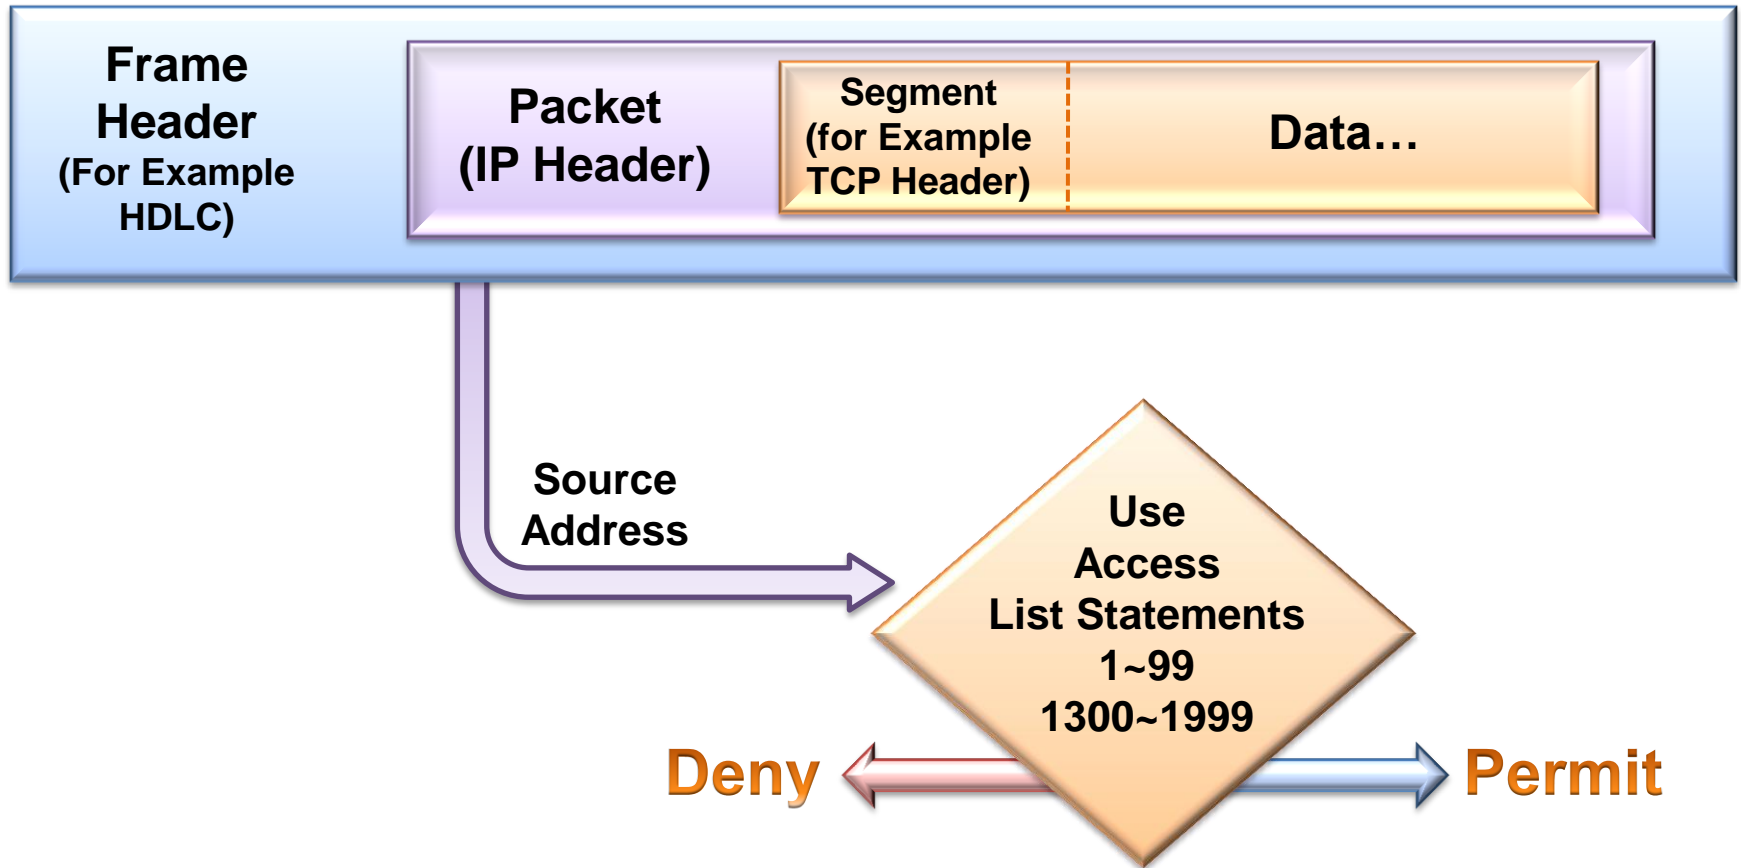 Frame
Header
(For Example
HDLC)
Packet
(IP Header)
Segment
(for Example
TCP Header)
Data…
Source
Address
Use
Access
List Statements
1~99
1300~1999
Deny
Permit